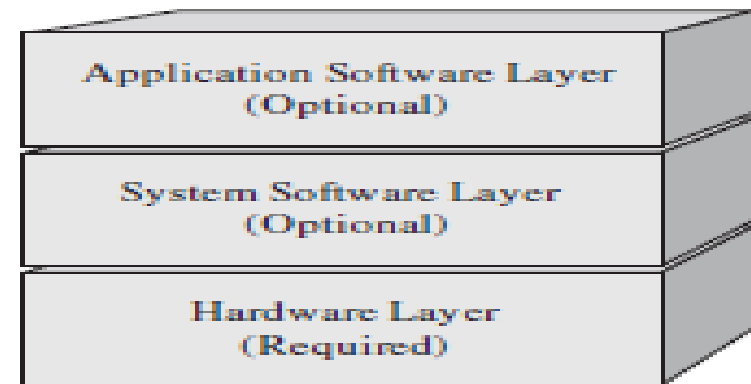 Application Software Layer
(Optional)
System Software Layer
(Optional)
Hardware Layer
(Required)